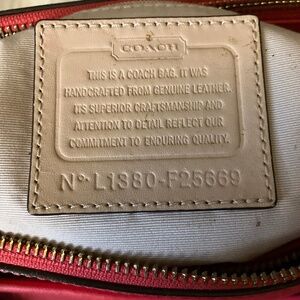 COACH
THIS IS A COACH BAG. IT WAS
HANDCRAFTED FROM GENUINE LEATHER.
ITS SUPERIOR CRAFTSMANSHIP AND
ATTENTION TO DETAIL REFLECT OUR
COMMITMENT TO ENDURING QUALITY.
Nº L1380-F25669